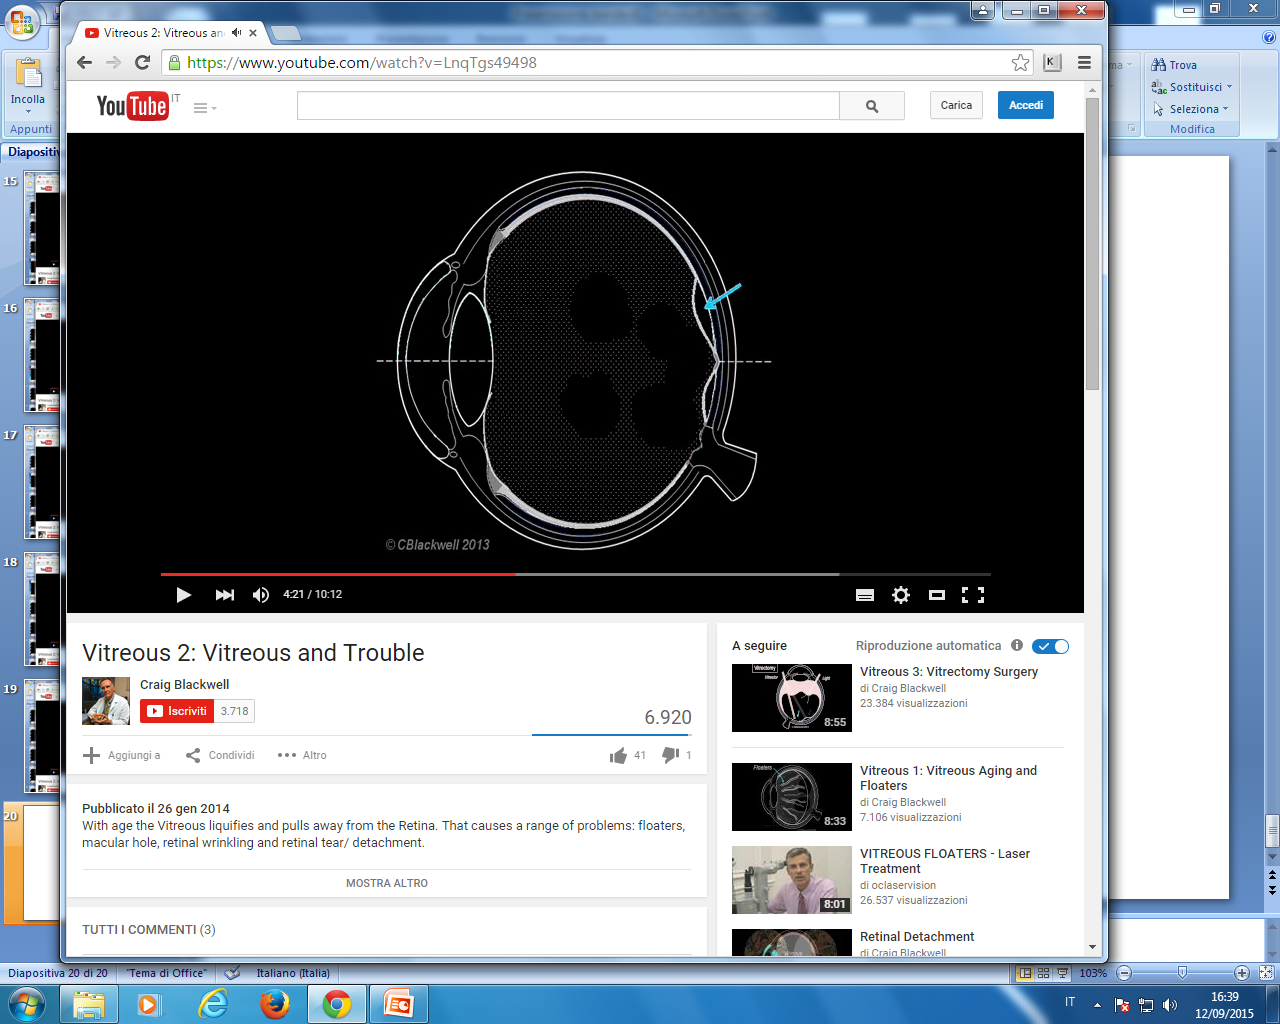 Vitreous 2: Vitreous an
https://www.youtube.com/watch?v=LnqTgs49498
K
Incolla
Appunti
Trova
Sostituisci
Seleziona
Modifica
YouTube IT
Carica
Accedi
Diapositiv
15
16
17
18
19
20
© CBlackwell 2013
4:21 / 10:12
Vitreous 2: Vitreous and Trouble
Craig Blackwell
Iscriviti 3.718
6.920
Aggiungi a
Condividi
Altro
41
1
Pubblicato il 26 gen 2014
With age the Vitreous liquifies and pulls away from the Retina. That causes a range of problems: floaters,
macular hole, retinal wrinkling and retinal tear/ detachment.
MOSTRA ALTRO
TUTTI I COMMENTI (3)
A seguire
Riproduzione automatica
Vitrectomy
Light
8:55
Vitreous 3: Vitrectomy Surgery
di Craig Blackwell
23.384 visualizzazioni
Floaters
8:33
Vitreous 1: Vitreous Aging and
Floaters
di Craig Blackwell
7.106 visualizzazioni
8:01
VITREOUS FLOATERS - Laser
Treatment
di oclaservision
26.537 visualizzazioni
Retinal Detachment
di Craig Blackwell
Diapositiva 20 di 20
"Tema di Office"
Italiano (Italia)
103%
IT
16:39
12/09/2015